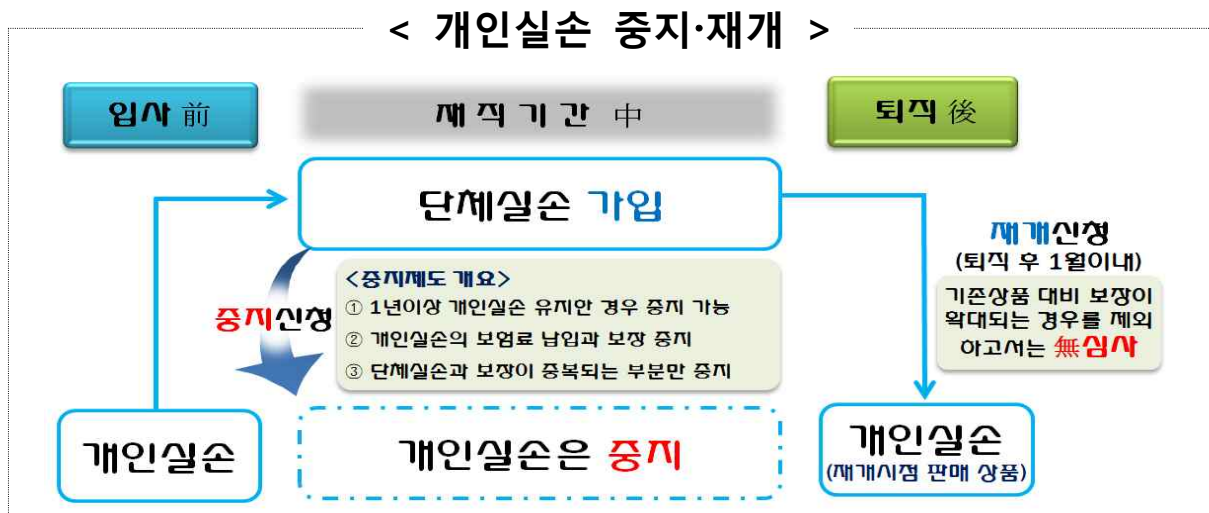 < 개인실손 중지·재개 >
입사 前
재직기간 中
퇴직 後
단체실손 가입
중지신청
<중지제도 개요>
① 1년이상 개인실손 유지한 경우 중지 가능
② 개인실손의 보험료 납입과 보장 중지
③ 단체실손과 보장이 중복되는 부분만 중지
재개신청
(퇴직 후 1월이내)
기존상품 대비 보장이
확대되는 경우를 제외
하고서는 無심사
개인실손
개인실손은 중지
개인실손
(재개시점 판매 상품)